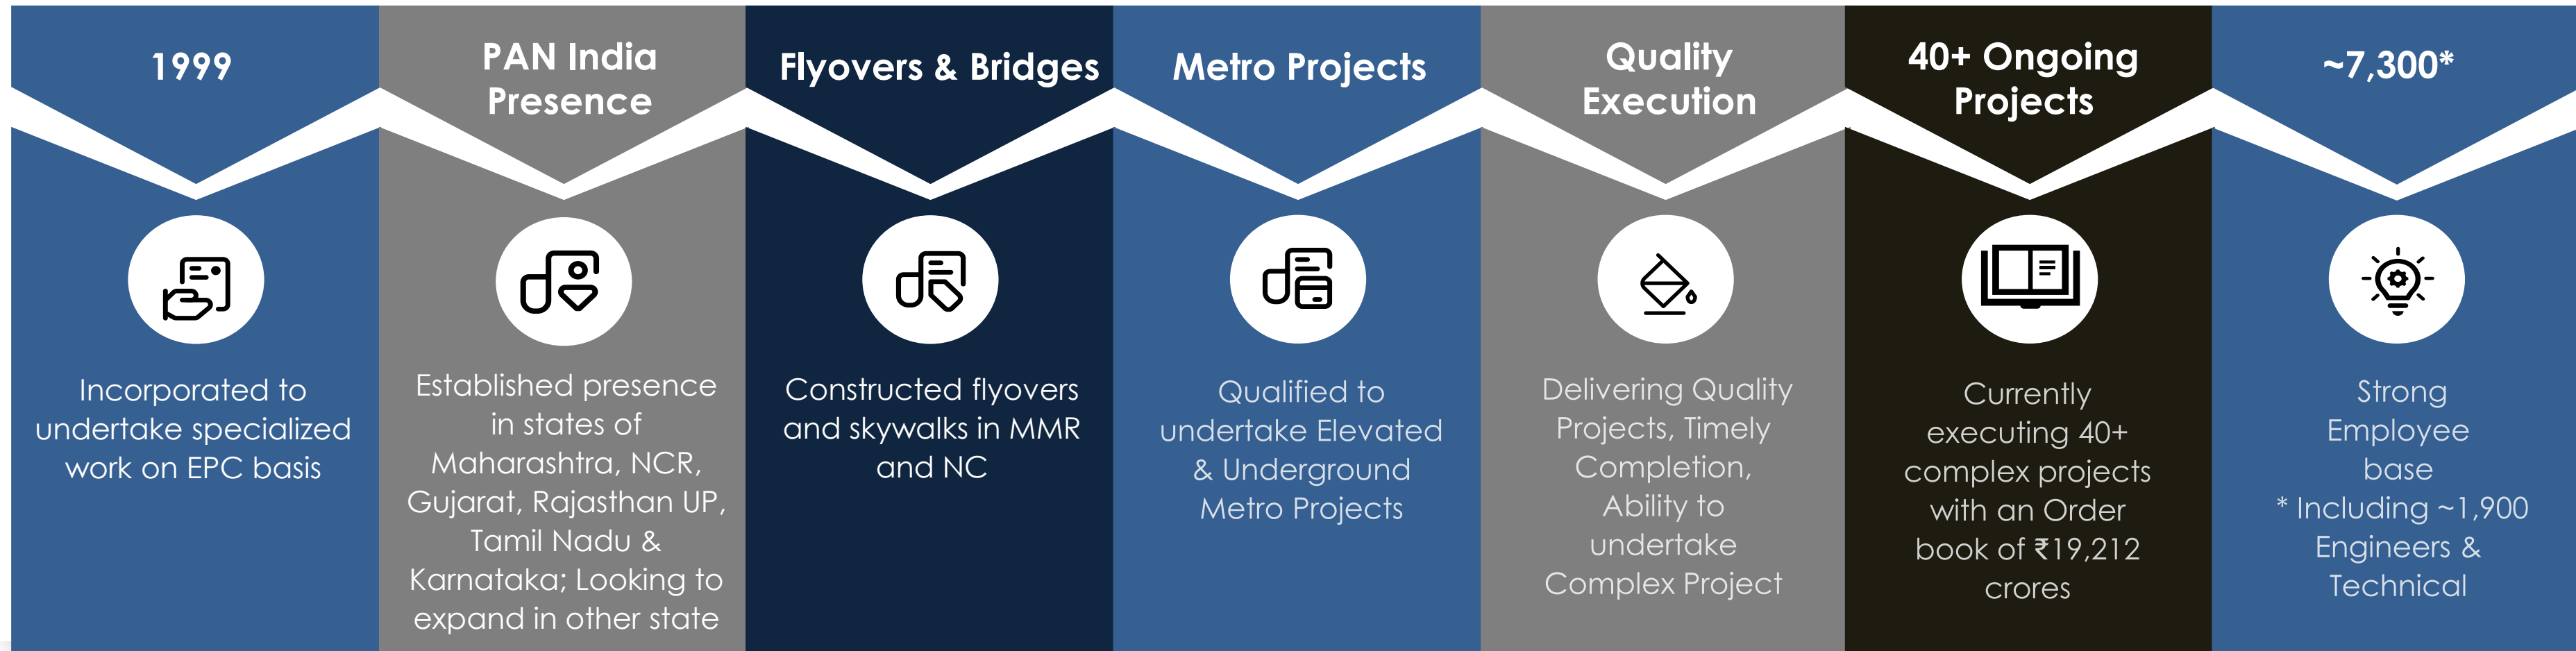 1999
Incorporated to
undertake specialized
work on EPC basis
PAN India
Presence
Established presence
in states of
Maharashtra, NCR,
Gujarat, Rajasthan UP,
Tamil Nadu &
Karnataka; Looking to
expand in other state
Flyovers & Bridges
Constructed flyovers
and skywalks in MMR
and NC
Metro Projects
Qualified to
undertake Elevated
& Underground
Metro Projects
Quality
Execution
Delivering Quality
Projects, Timely
Completion,
Ability to
undertake
Complex Project
40+ Ongoing
Projects
Currently
executing 40+
complex projects
with an Order
book of ₹19,212
crores
~7,300*
Strong
Employee
base
* Including ~1,900
Engineers &
Technical